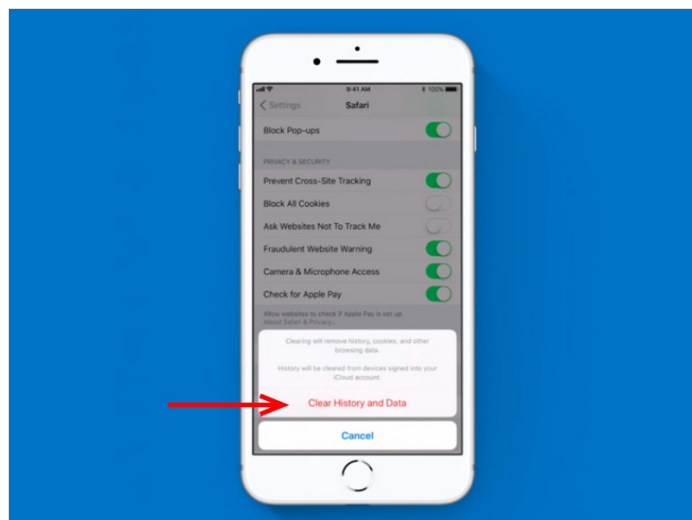 9:41 AM
100%
Settings
Safari
Block Pop-ups
PRIVACY & SECURITY
Prevent Cross-Site Tracking
Block All Cookies
Ask Websites Not To Track Me
Fraudulent Website Warning
Camera & Microphone Access
Check for Apple Pay
Allow websites to check if Apple Pay is set up.
About Safari & Privacy...
Clearing will remove history, cookies, and other
browsing data.
History will be cleared from devices signed into your
iCloud account.
Clear History and Data
Cancel